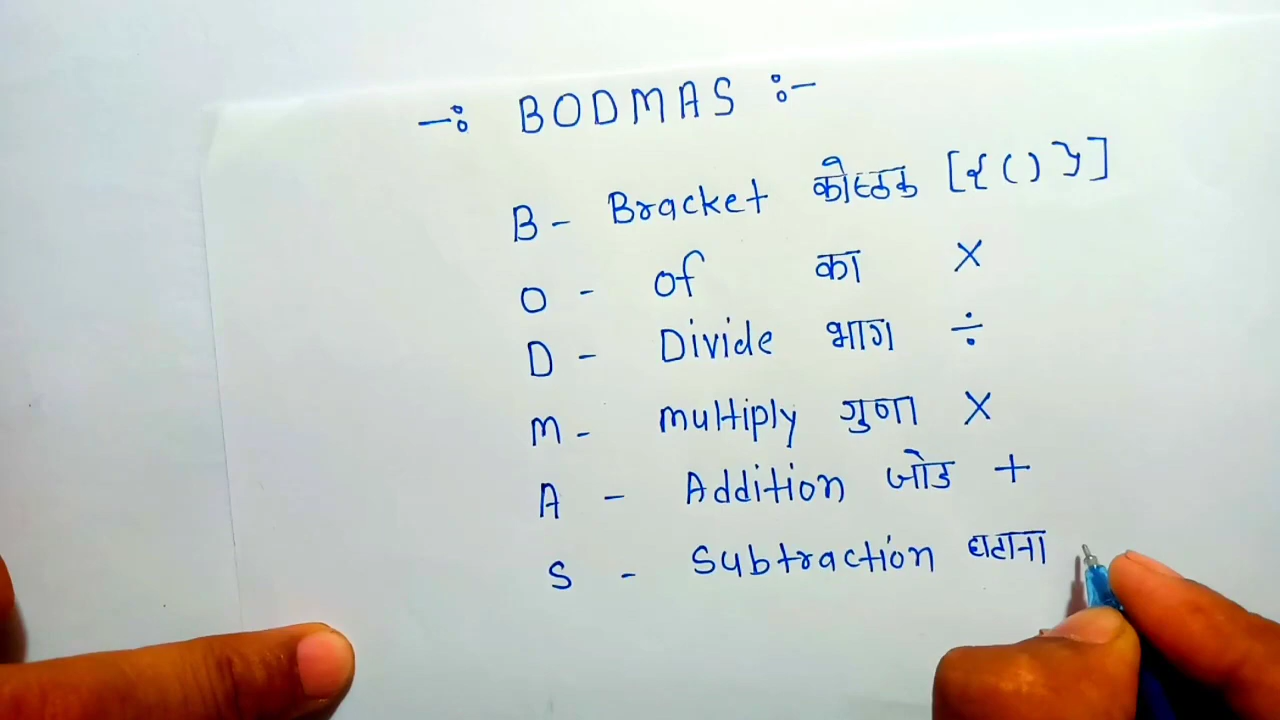 -: BODMAS :-
B - Bracket कोष्ठक [{()}]
O - of का ×
D - Divide भाग ÷
M - Multiply गुणा ×
A - Addition जोड +
S - Subtraction घटाना